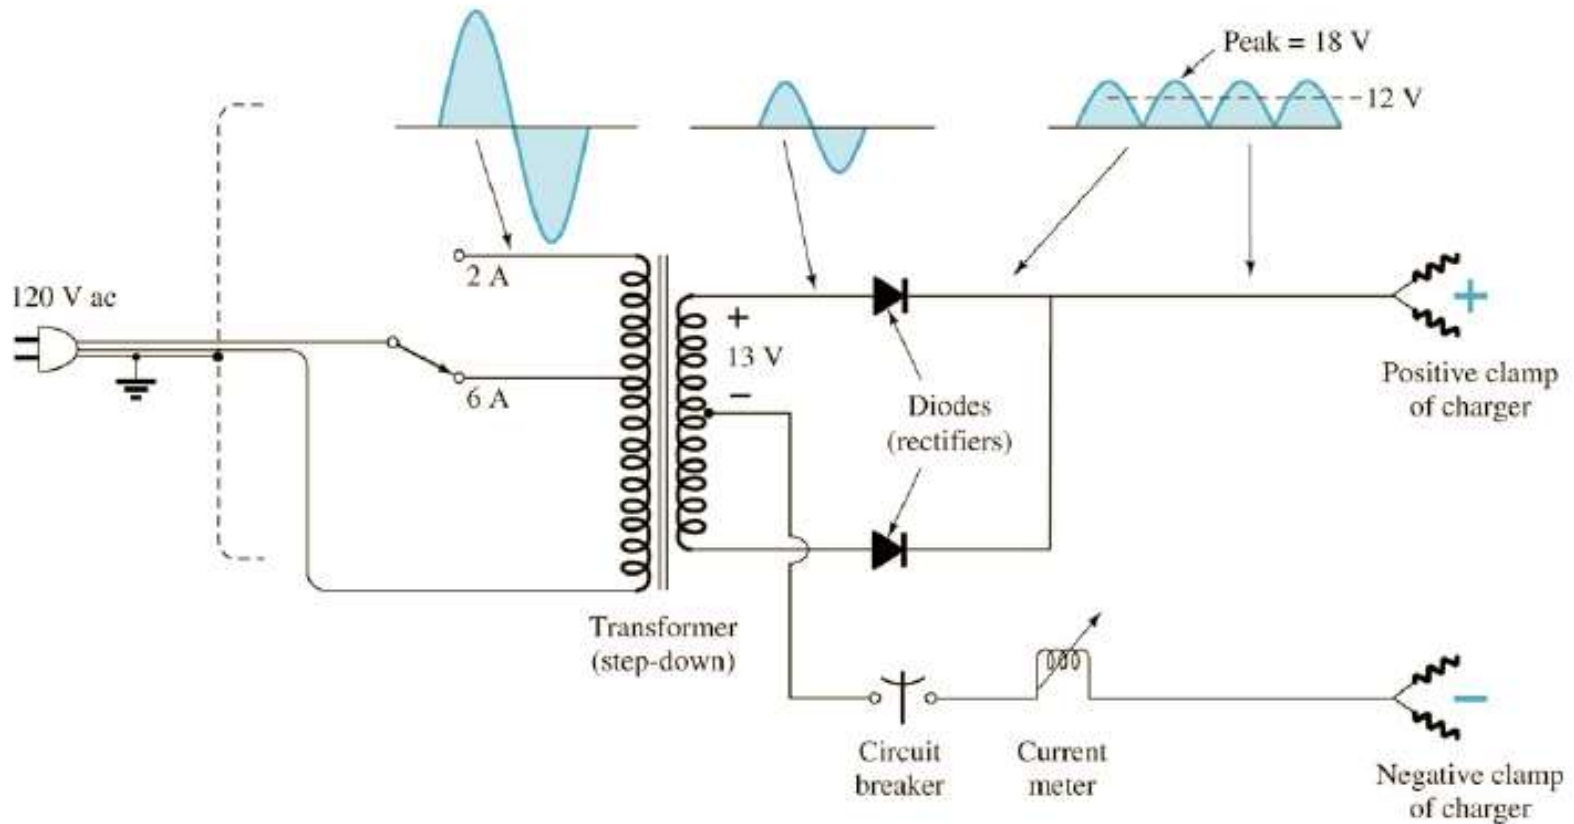 Peak = 18 V
12 V
120 V ac
2 A
6 A
+
13 V
−
Diodes
(rectifiers)
+
Positive clamp
of charger
Transformer
(step-down)
Circuit
breaker
Current
meter
−
Negative clamp
of charger